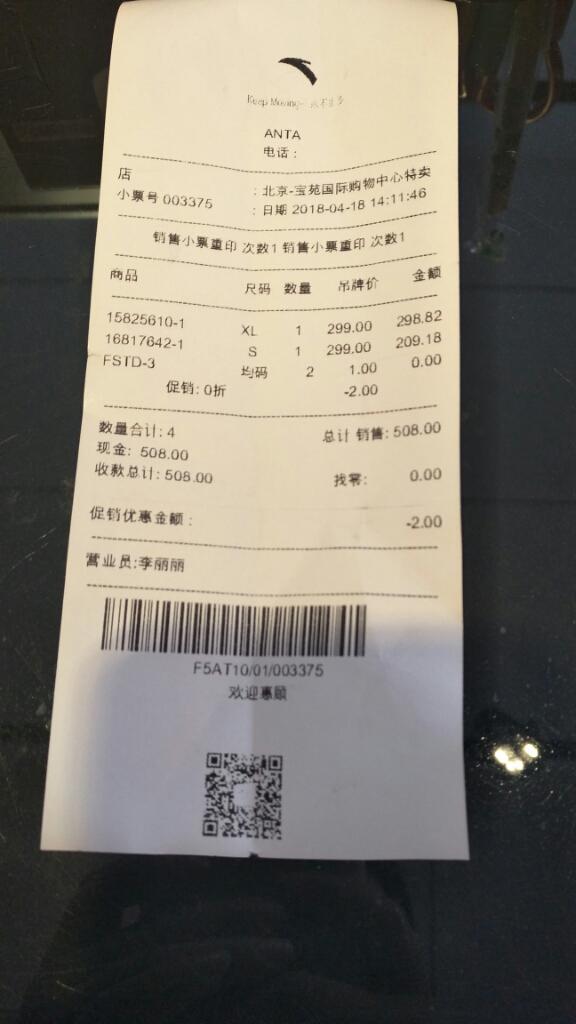 Keep Moving
ANTA
电话：
店
：北京-宝苑国际购物中心特卖
小票号 003375
：日期 2018-04-18 14:11:46
销售小票重印 次数1 销售小票重印 次数1
商品 尺码 数量 吊牌价 金额
15825610-1 XL 1 299.00 298.82
16817642-1 S 1 299.00 209.18
FSTD-3 均码 2 1.00 0.00
促销: 0折 -2.00
数量合计: 4 总计 销售: 508.00
现金: 508.00
收款总计: 508.00 找零: 0.00
促销优惠金额： -2.00
营业员:李丽丽
F5AT10/01/003375
欢迎惠顾